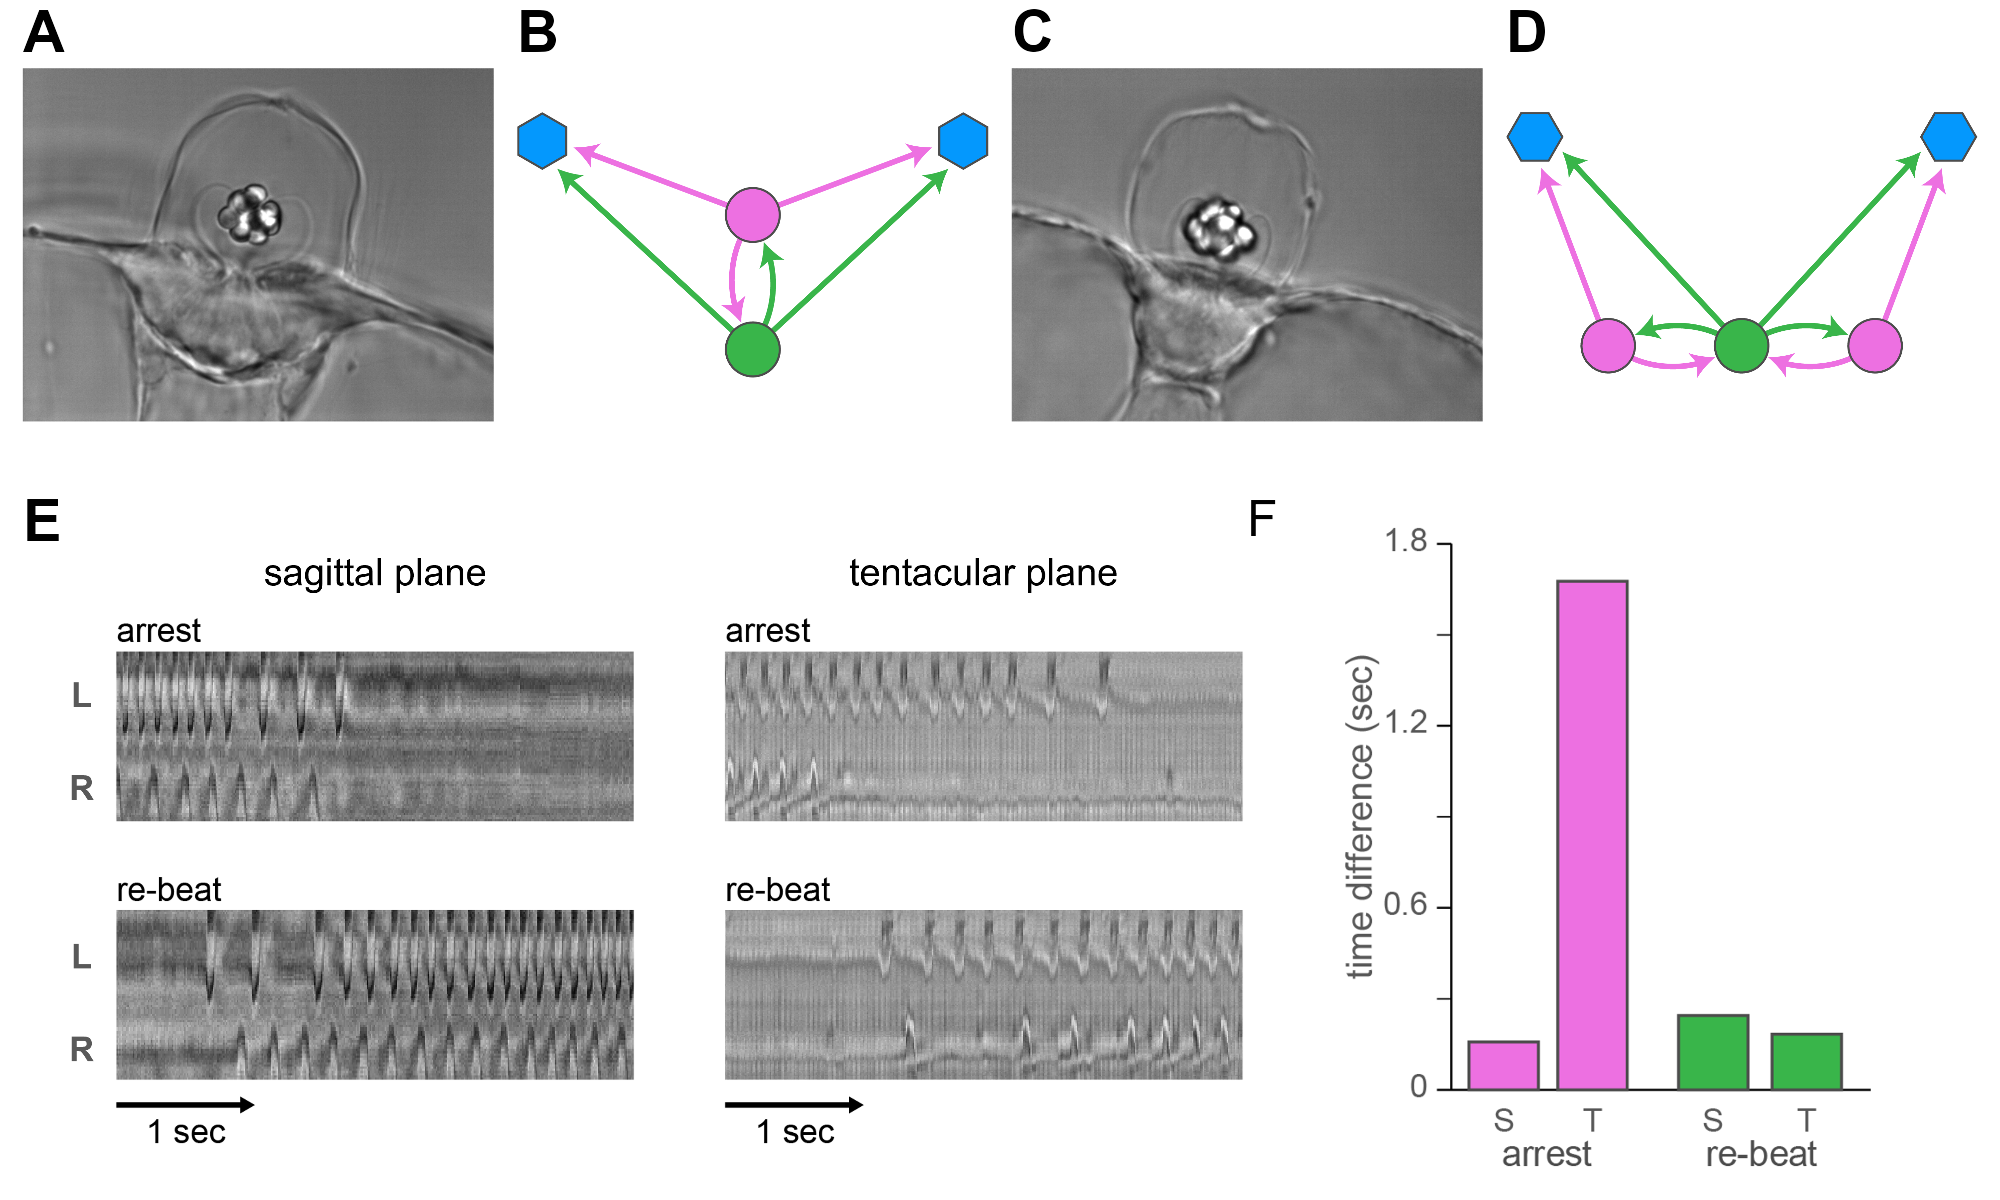 A
B
C
D
E
sagittal plane
tentacular plane
arrest
arrest
L
R
re-beat
re-beat
L
R
1 sec
1 sec
F
time difference (sec)
1.8
1.2
0.6
0
S T S T
arrest re-beat